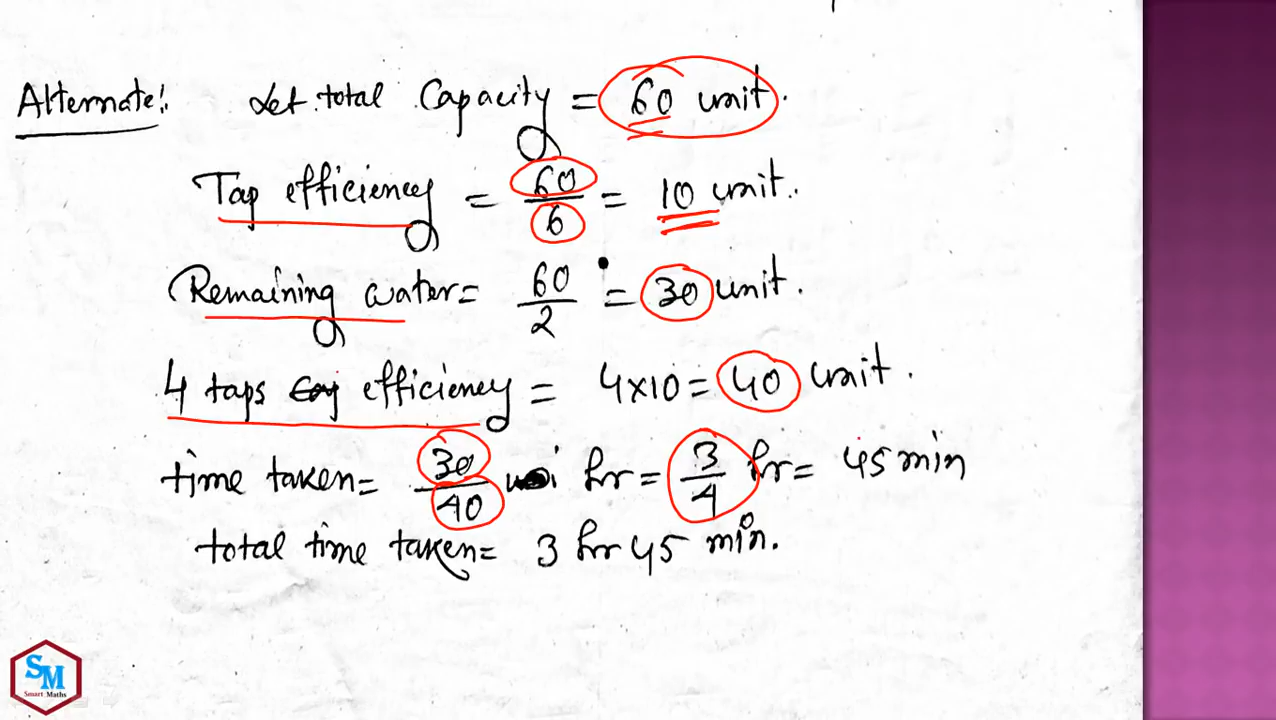 Alternate:. Let total Capacity = 60 unit.
Tap efficiency = 60/6 = 10 unit.
Remaining water = 60/2 = 30 unit.
4 taps efficiency = 4x10 = 40 unit.
time taken = 30/40 hr = 3/4 hr = 45 min
total time taken = 3 hr 45 min.
SM
Smart Maths